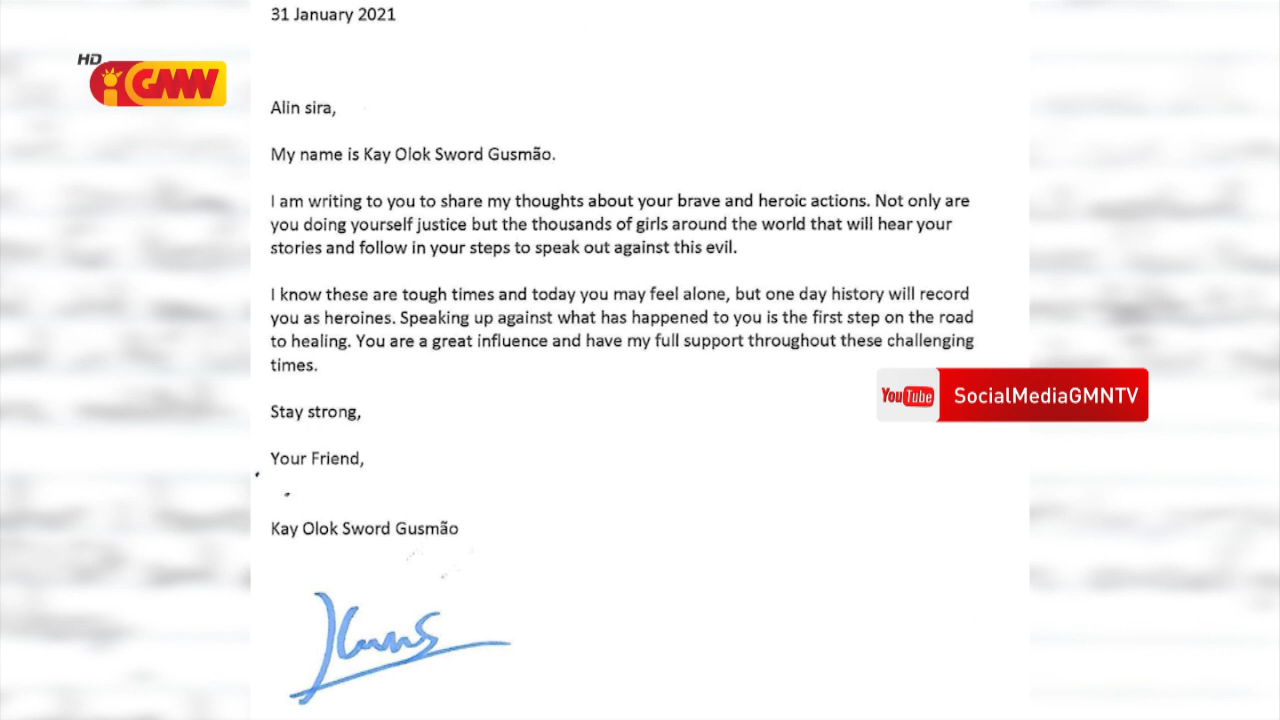 31 January 2021
HD
iGMN
Alin sira,
My name is Kay Olok Sword Gusmão.
I am writing to you to share my thoughts about your brave and heroic actions. Not only are
you doing yourself justice but the thousands of girls around the world that will hear your
stories and follow in your steps to speak out against this evil.
I know these are tough times and today you may feel alone, but one day history will record
you as heroines. Speaking up against what has happened to you is the first step on the road
to healing. You are a great influence and have my full support throughout these challenging
times.
YouTube SocialMediaGMNTV
Stay strong,
Your Friend,
Kay Olok Sword Gusmão